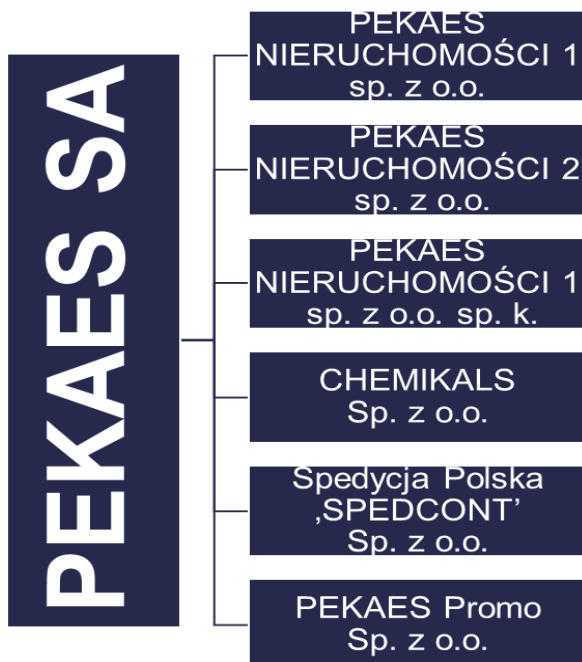 PEKAES SA
PEKAES
NIERUCHOMOŚCI 1
sp. z o.o.
PEKAES
NIERUCHOMOŚCI 2
sp. z o.o.
PEKAES
NIERUCHOMOŚCI 1
sp. z o.o. sp. k.
CHEMIKALS
Sp. z o.o.
Spedycja Polska
‚SPEDCONT’
Sp. z o.o.
PEKAES Promo
Sp. z o.o.